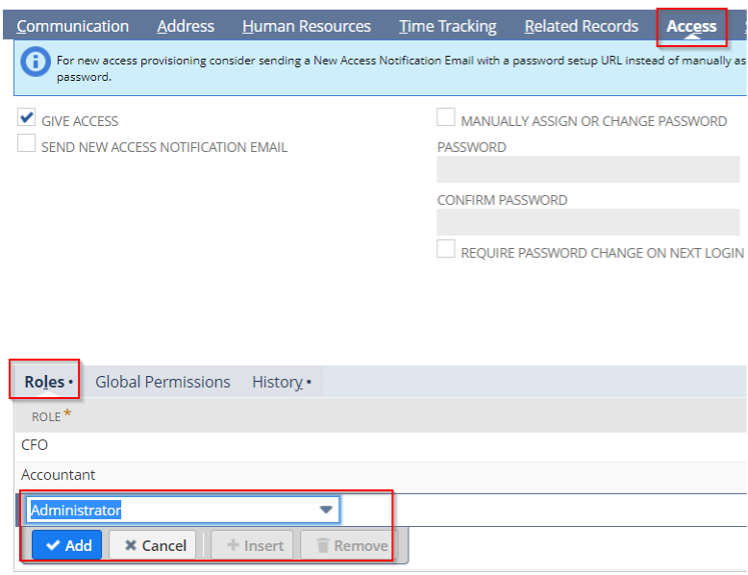 Communication Address Human Resources Time Tracking Related Records Access
For new access provisioning consider sending a New Access Notification Email with a password setup URL instead of manually as
password.
GIVE ACCESS
SEND NEW ACCESS NOTIFICATION EMAIL
MANUALLY ASSIGN OR CHANGE PASSWORD
PASSWORD
CONFIRM PASSWORD
REQUIRE PASSWORD CHANGE ON NEXT LOGIN
Roles • Global Permissions History •
ROLE *
CFO
Accountant
Administrator
Add Cancel Insert Remove